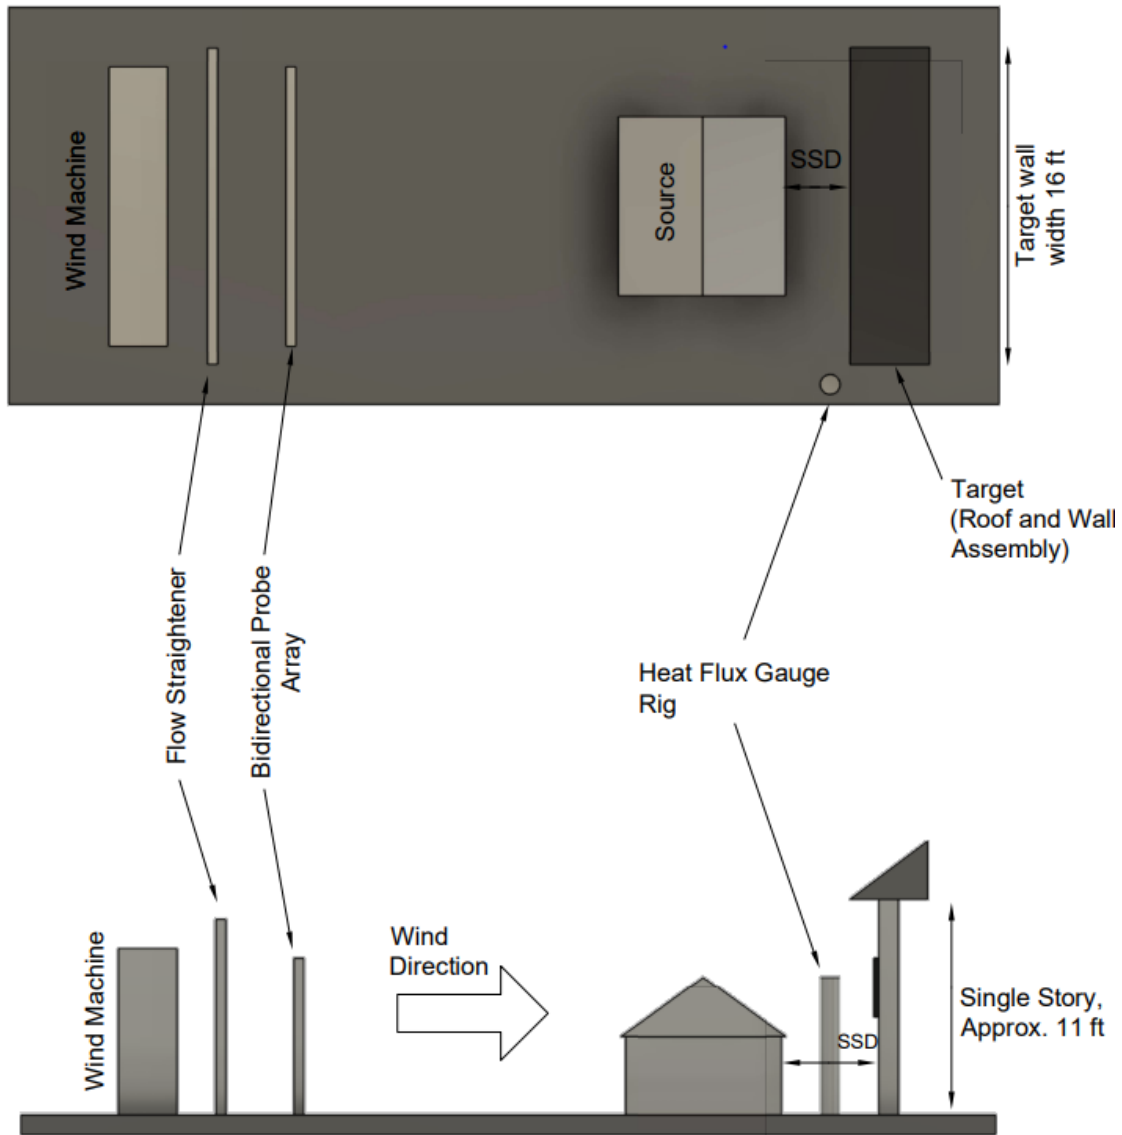 Wind Machine
Source
SSD
Target wall
width 16 ft
Target
(Roof and Wall
Assembly)
Flow Straightener
Bidirectional Probe
Array
Heat Flux Gauge
Rig
Wind Machine
Wind
Direction
SSD
Single Story,
Approx. 11 ft